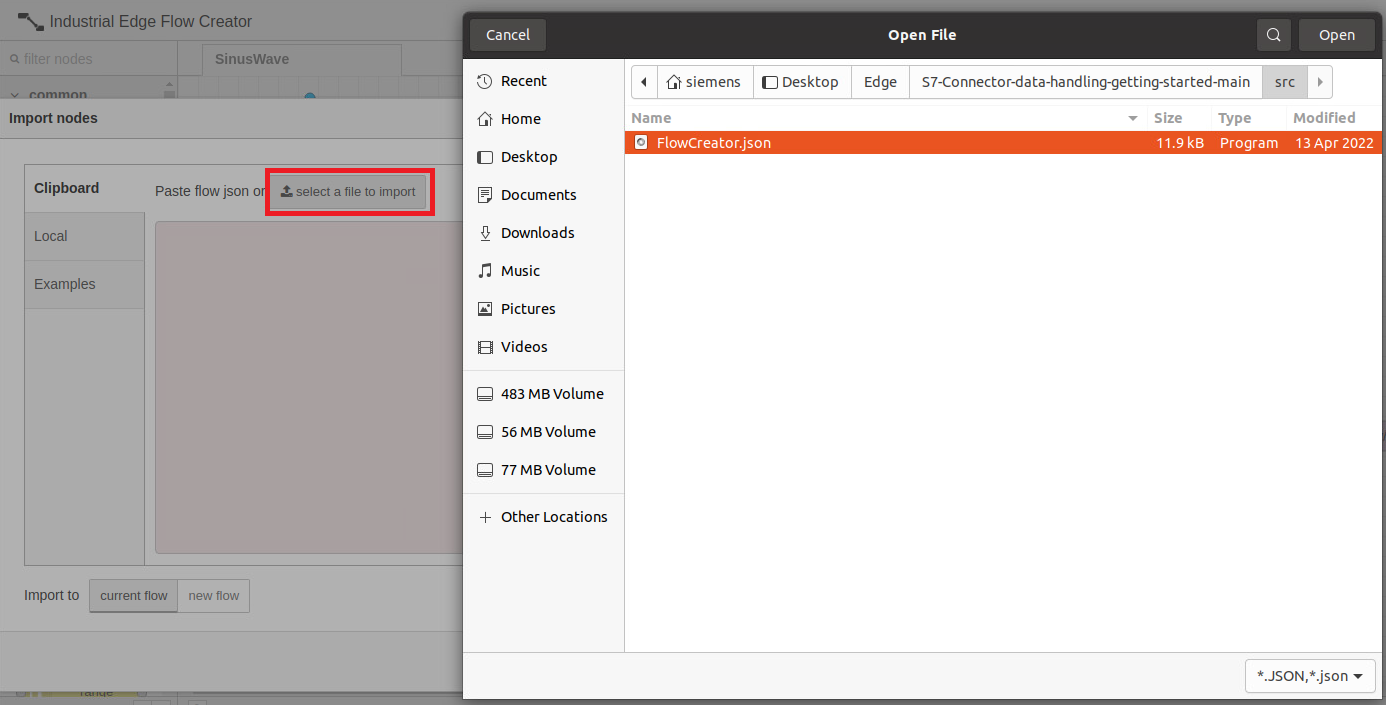 Industrial Edge Flow Creator
filter nodes
SinusWave
common
Import nodes
Clipboard
Local
Examples
Paste flow json or
select a file to import
Import to
current flow
new flow
range
Cancel
Open File
Open
Recent
Home
Desktop
Documents
Downloads
Music
Pictures
Videos
483 MB Volume
56 MB Volume
77 MB Volume
Other Locations
siemens
Desktop
Edge
S7-Connector-data-handling-getting-started-main
src
Name Size Type Modified
FlowCreator.json 11.9 kB Program 13 Apr 2022
*.JSON,*.json